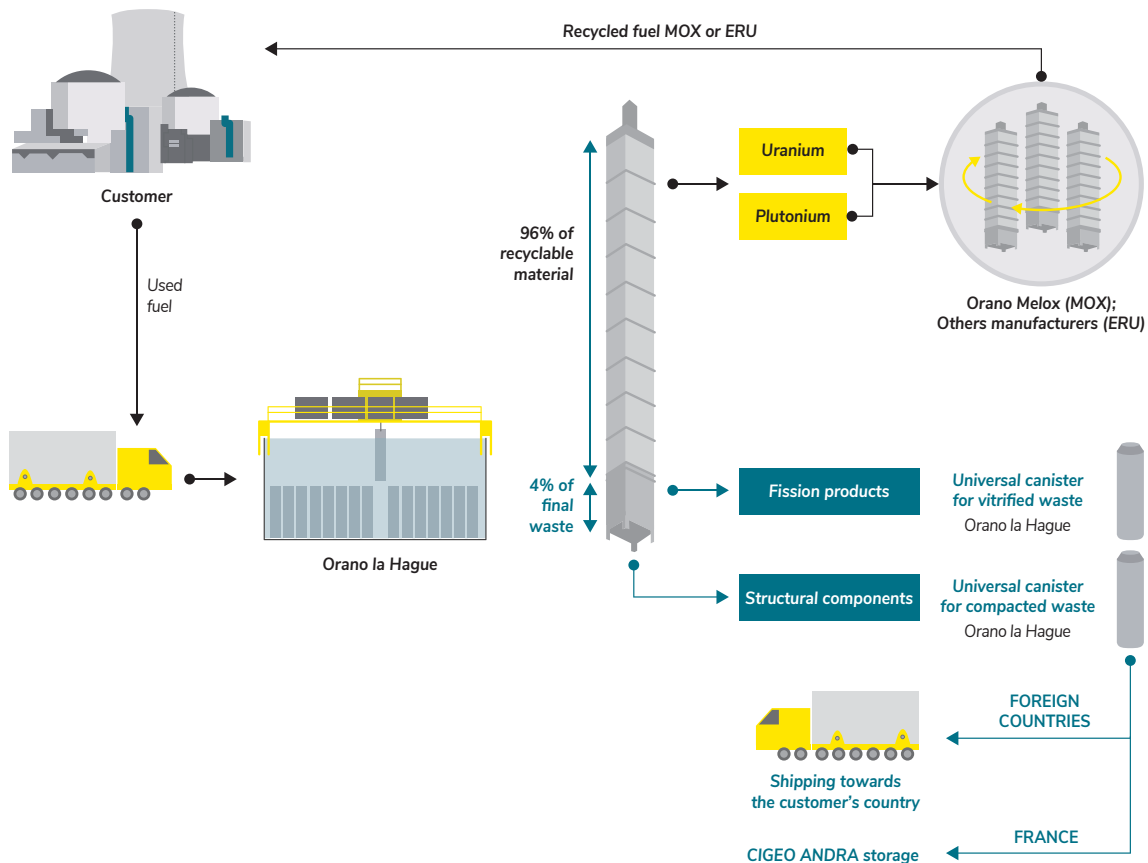 Recycled fuel MOX or ERU
Customer
Used
fuel
Orano la Hague
96% of
recyclable
material
4% of
final
waste
Uranium
Plutonium
Orano Melox (MOX);
Others manufacturers (ERU)
Fission products
Universal canister
for vitrified waste
Orano la Hague
Structural components
Universal canister
for compacted waste
Orano la Hague
FOREIGN
COUNTRIES
Shipping towards
the customer's country
FRANCE
CIGEO ANDRA storage